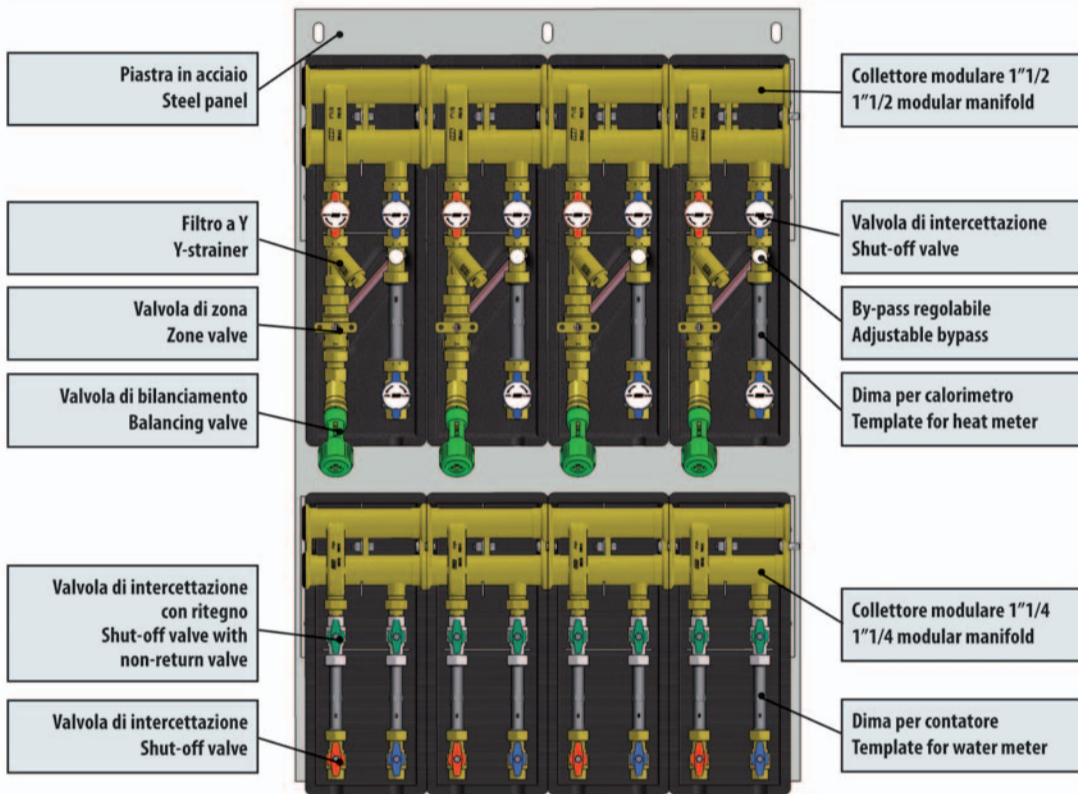 Piastra in acciaio
Steel panel
Filtro a Y
Y-strainer
Valvola di zona
Zone valve
Valvola di bilanciamento
Balancing valve
Valvola di intercettazione
con ritegno
Shut-off valve with
non-return valve
Valvola di intercettazione
Shut-off valve
Collettore modulare 1”1/2
1”1/2 modular manifold
Valvola di intercettazione
Shut-off valve
By-pass regolabile
Adjustable bypass
Dima per calorimetro
Template for heat meter
Collettore modulare 1”1/4
1”1/4 modular manifold
Dima per contatore
Template for water meter